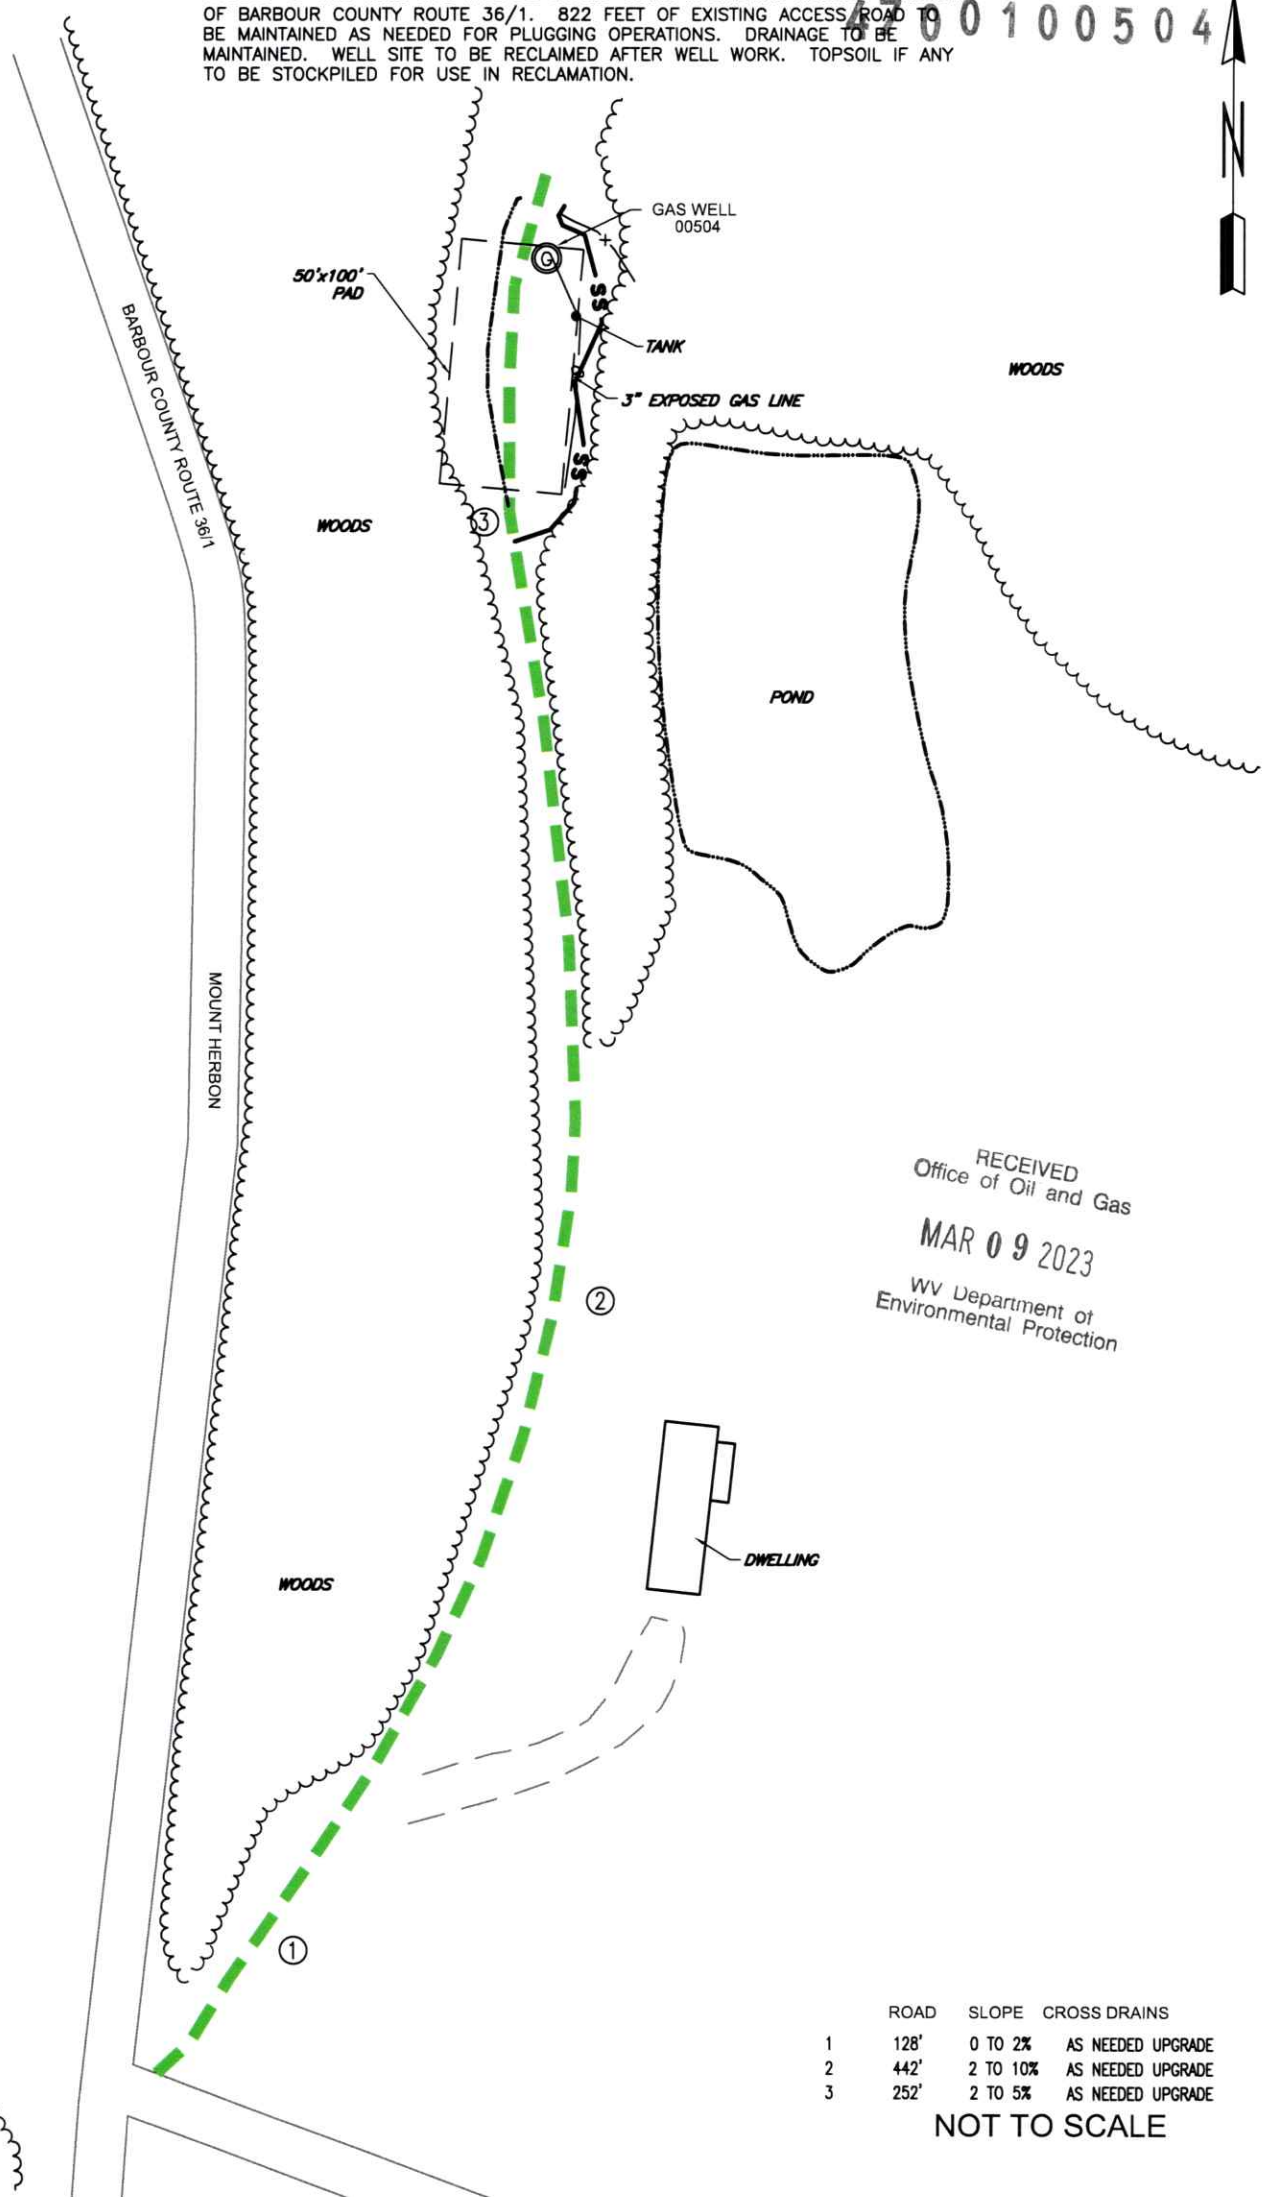 4700100504
OF BARBOUR COUNTY ROUTE 36/1. 822 FEET OF EXISTING ACCESS ROAD TO
BE MAINTAINED AS NEEDED FOR PLUGGING OPERATIONS. DRAINAGE TO BE
MAINTAINED. WELL SITE TO BE RECLAIMED AFTER WELL WORK. TOPSOIL IF ANY
TO BE STOCKPILED FOR USE IN RECLAMATION.
N
GAS WELL
00504
G
50'x100'
PAD
SS
TANK
3" EXPOSED GAS LINE
SS
WOODS
BARBOUR COUNTY ROUTE 36/1
WOODS
3
POND
MOUNT HERBON
RECEIVED
Office of Oil and Gas
MAR 09 2023
WV Department of
Environmental Protection
2
DWELLING
WOODS
1
ROAD SLOPE CROSS DRAINS
1 128' 0 TO 2% AS NEEDED UPGRADE
2 442' 2 TO 10% AS NEEDED UPGRADE
3 252' 2 TO 5% AS NEEDED UPGRADE
NOT TO SCALE